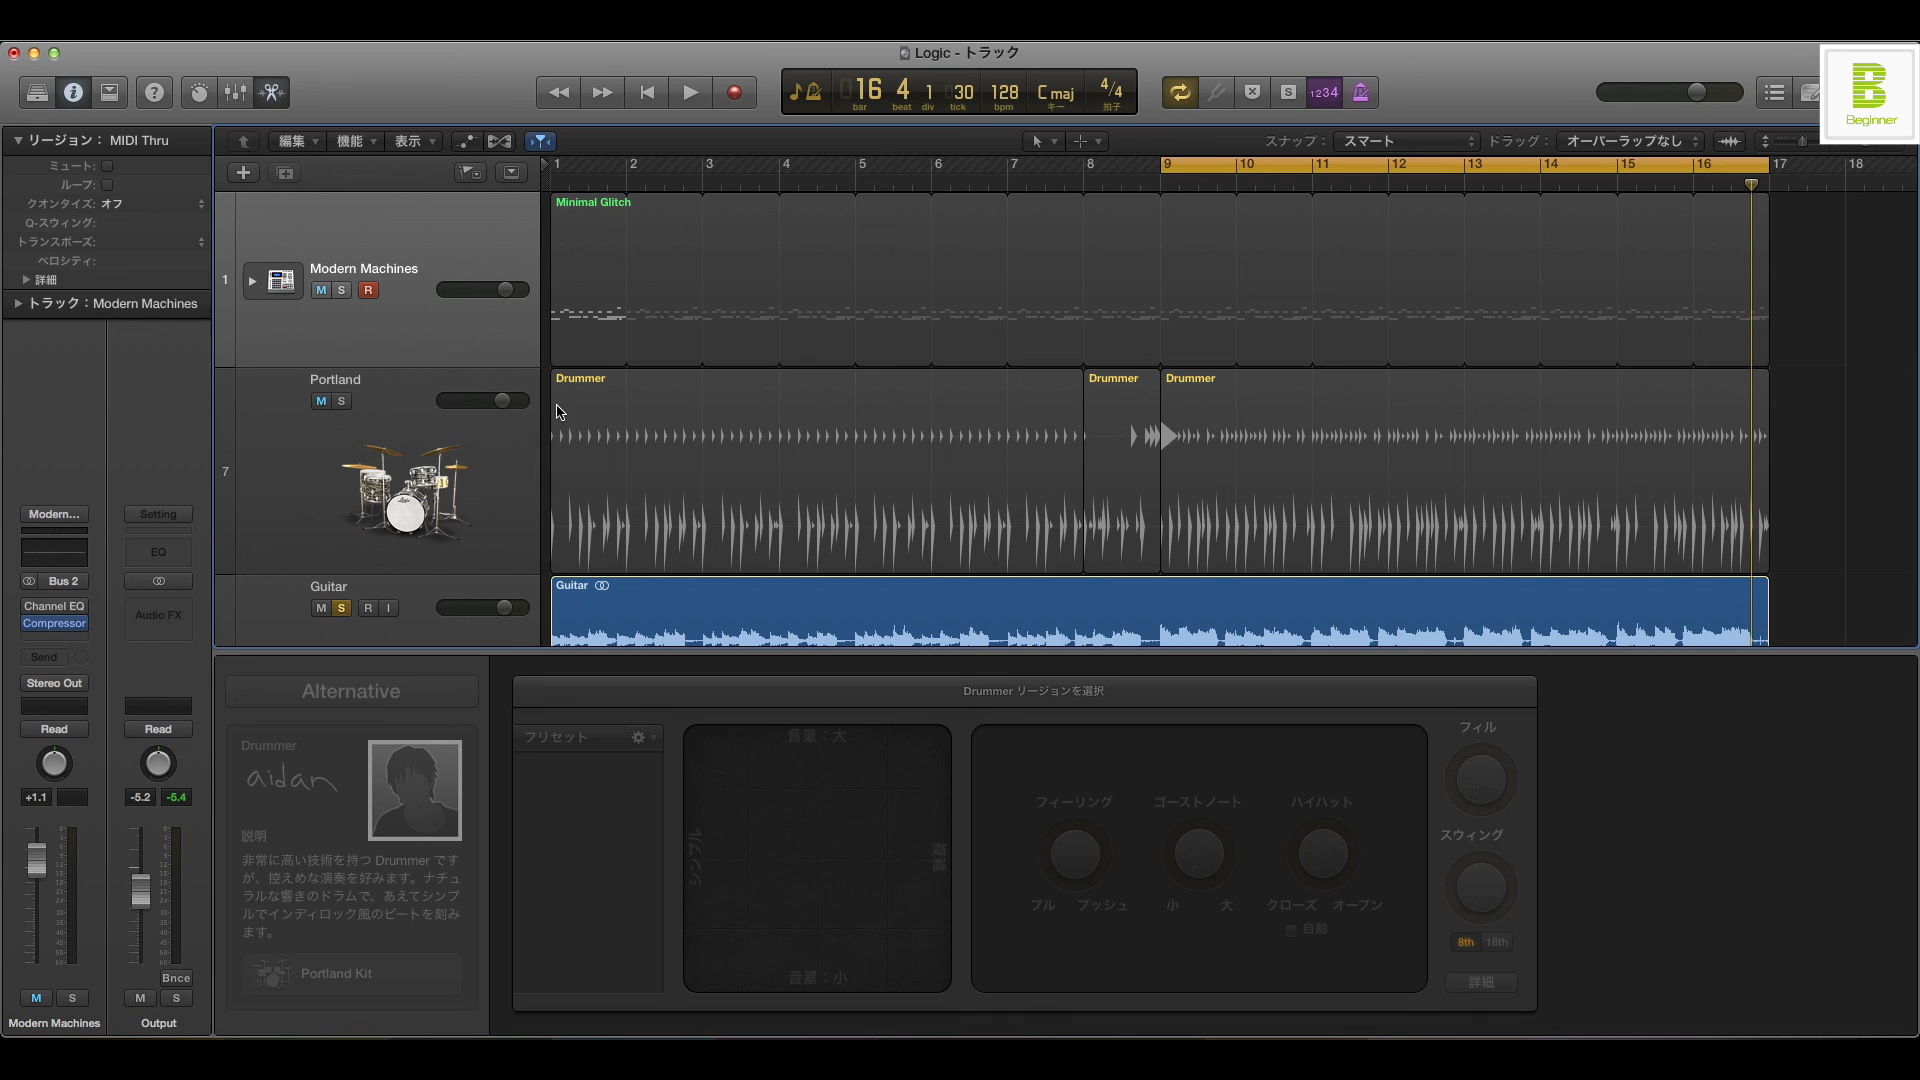 Logic - トラック
16 4 1 30 128 C maj 4/4
bar beat div tick bpm キー 拍子
S 1234
B
Beginner
リージョン： MIDI Thru
編集 機能 表示
スナップ： スマート ドラッグ： オーバーラップなし
ミュート:
ループ:
クオンタイズ: オフ
Q-スウィング:
トランスポーズ:
ベロシティ:
詳細
トラック：Modern Machines
1 2 3 4 5 6 7 8 9 10 11 12 13 14 15 16 17 18
Minimal Glitch
1
Modern Machines
M S R
Portland
M S
7
Drummer Drummer Drummer
Guitar
M S R I
Guitar
Modern... Setting
EQ
Bus 2
Channel EQ
Compressor
Audio FX
Send
Stereo Out
Read Read
+1.1 -5.2 -5.4
Bnce
M S M S
Modern Machines Output
Alternative
Drummer
aidan
説明
非常に高い技術を持つ Drummer です
が、控えめな演奏を好みます。ナチュ
ラルな響きのドラムで、あえてシンプ
ルでインディロック風のビートを刻み
ます。
Portland Kit
Drummer リージョンを選択
プリセット
音量：大
シンプル
複雑
音量：小
フィーリング ゴーストノート ハイハット
プル プッシュ 小 大 クローズ オープン
自動
フィル
スウィング
8th 16th
詳細